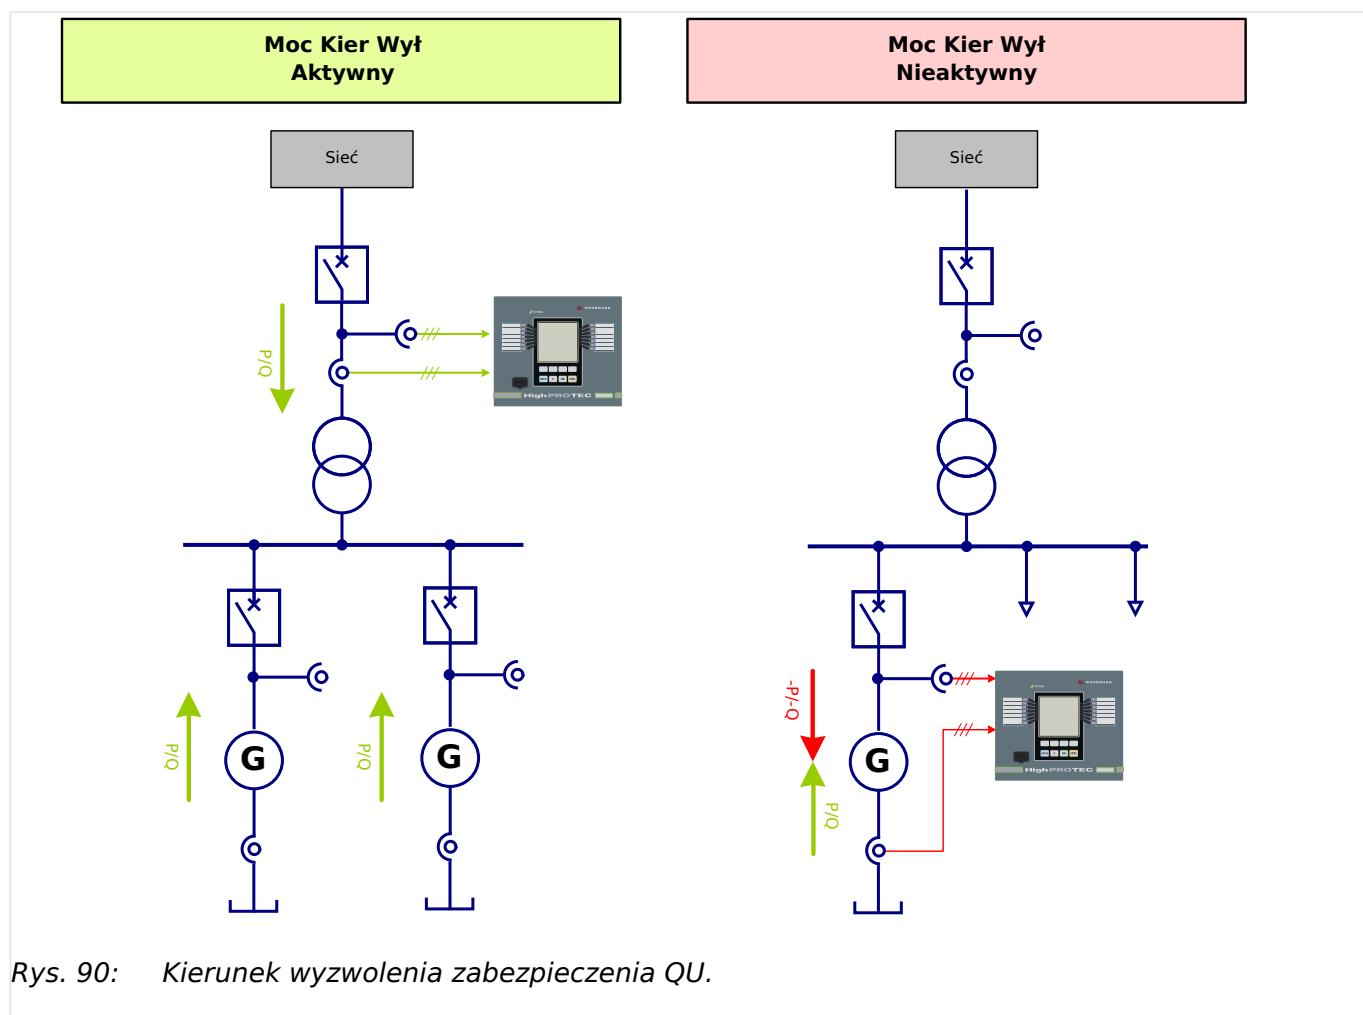 Moc Kier Wył
Aktywny
Moc Kier Wył
Nieaktywny
Sieć
Sieć
P/Q
HighPROTEC
P/Q
G
P/Q
G
-P/-Q
P/Q
G
HighPROTEC
Rys. 90: Kierunek wyzwolenia zabezpieczenia QU.